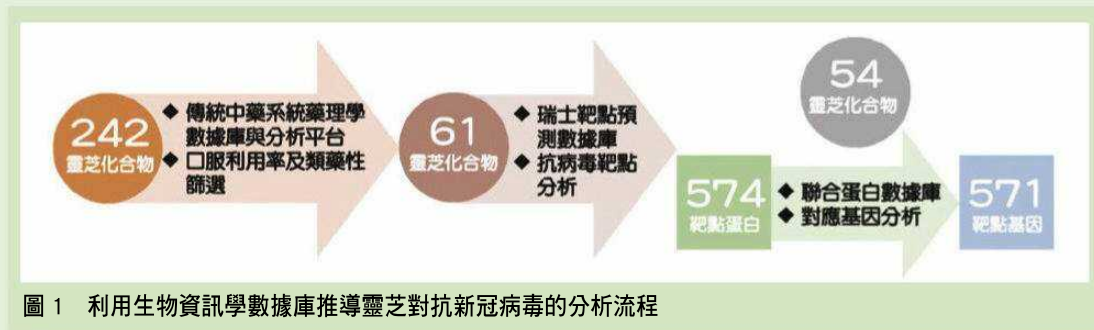 242
靈芝化合物
◆ 傳統中藥系統藥理學
數據庫與分析平台
◆ 口服利用率及類藥性
篩選
61
靈芝化合物
◆ 瑞士靶點預
測數據庫
◆ 抗病毒靶點
分析
54
靈芝化合物
574
靶點蛋白
◆ 聯合蛋白數據庫
◆ 對應基因分析
571
靶點基因
圖 1 利用生物資訊學數據庫推導靈芝對抗新冠病毒的分析流程